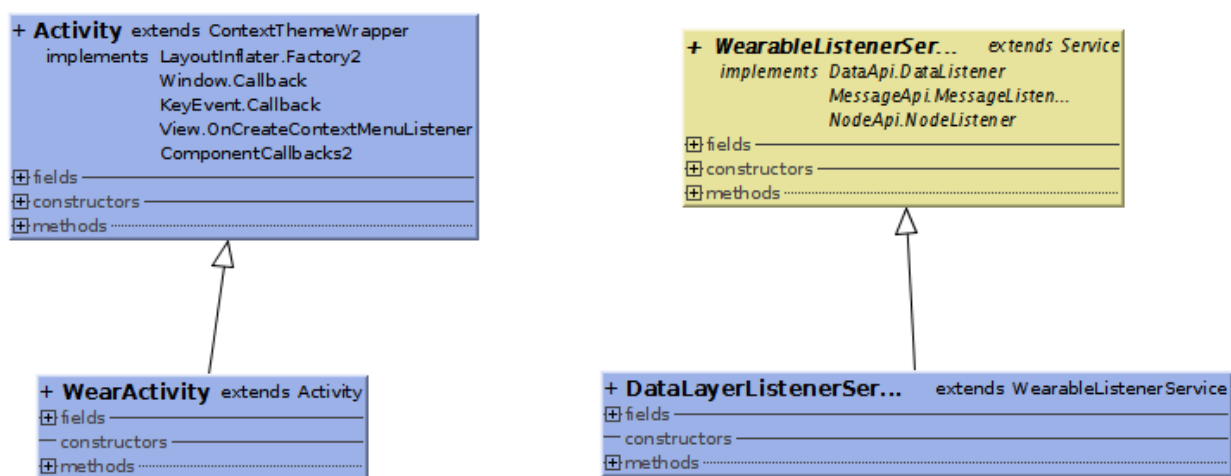 + Activity extends ContextThemeWrapper
implements LayoutInflater.Factory2
Window.Callback
KeyEvent.Callback
View.OnCreateContextMenuListener
ComponentCallbacks2
fields
constructors
methods
+ WearableListenerSer... extends Service
implements DataApi.DataListener
MessageApi.MessageListen...
NodeApi.NodeListener
fields
constructors
methods
+ WearActivity extends Activity
fields
constructors
methods
+ DataLayerListenerSer... extends WearableListenerService
fields
constructors
methods